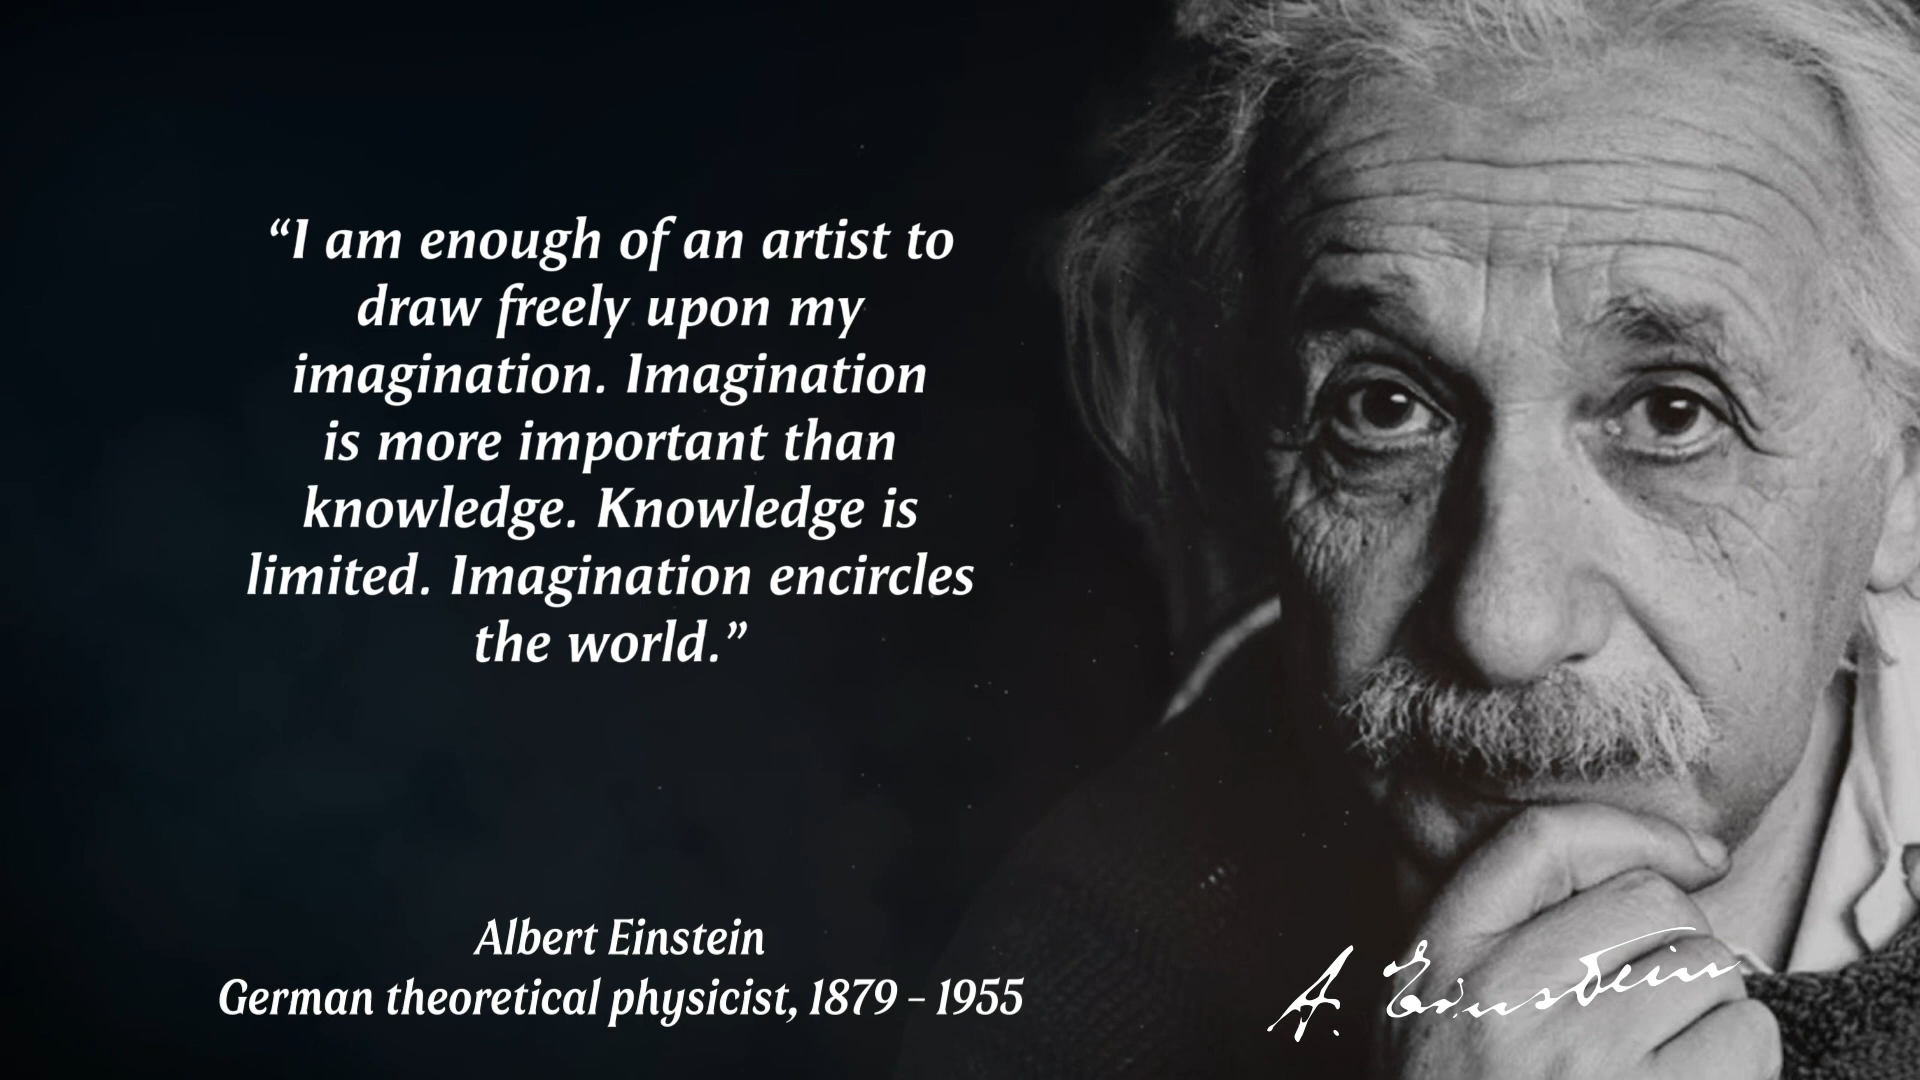 “I am enough of an artist to
draw freely upon my
imagination. Imagination
is more important than
knowledge. Knowledge is
limited. Imagination encircles
the world.”
Albert Einstein
German theoretical physicist, 1879 – 1955
A. Einstein